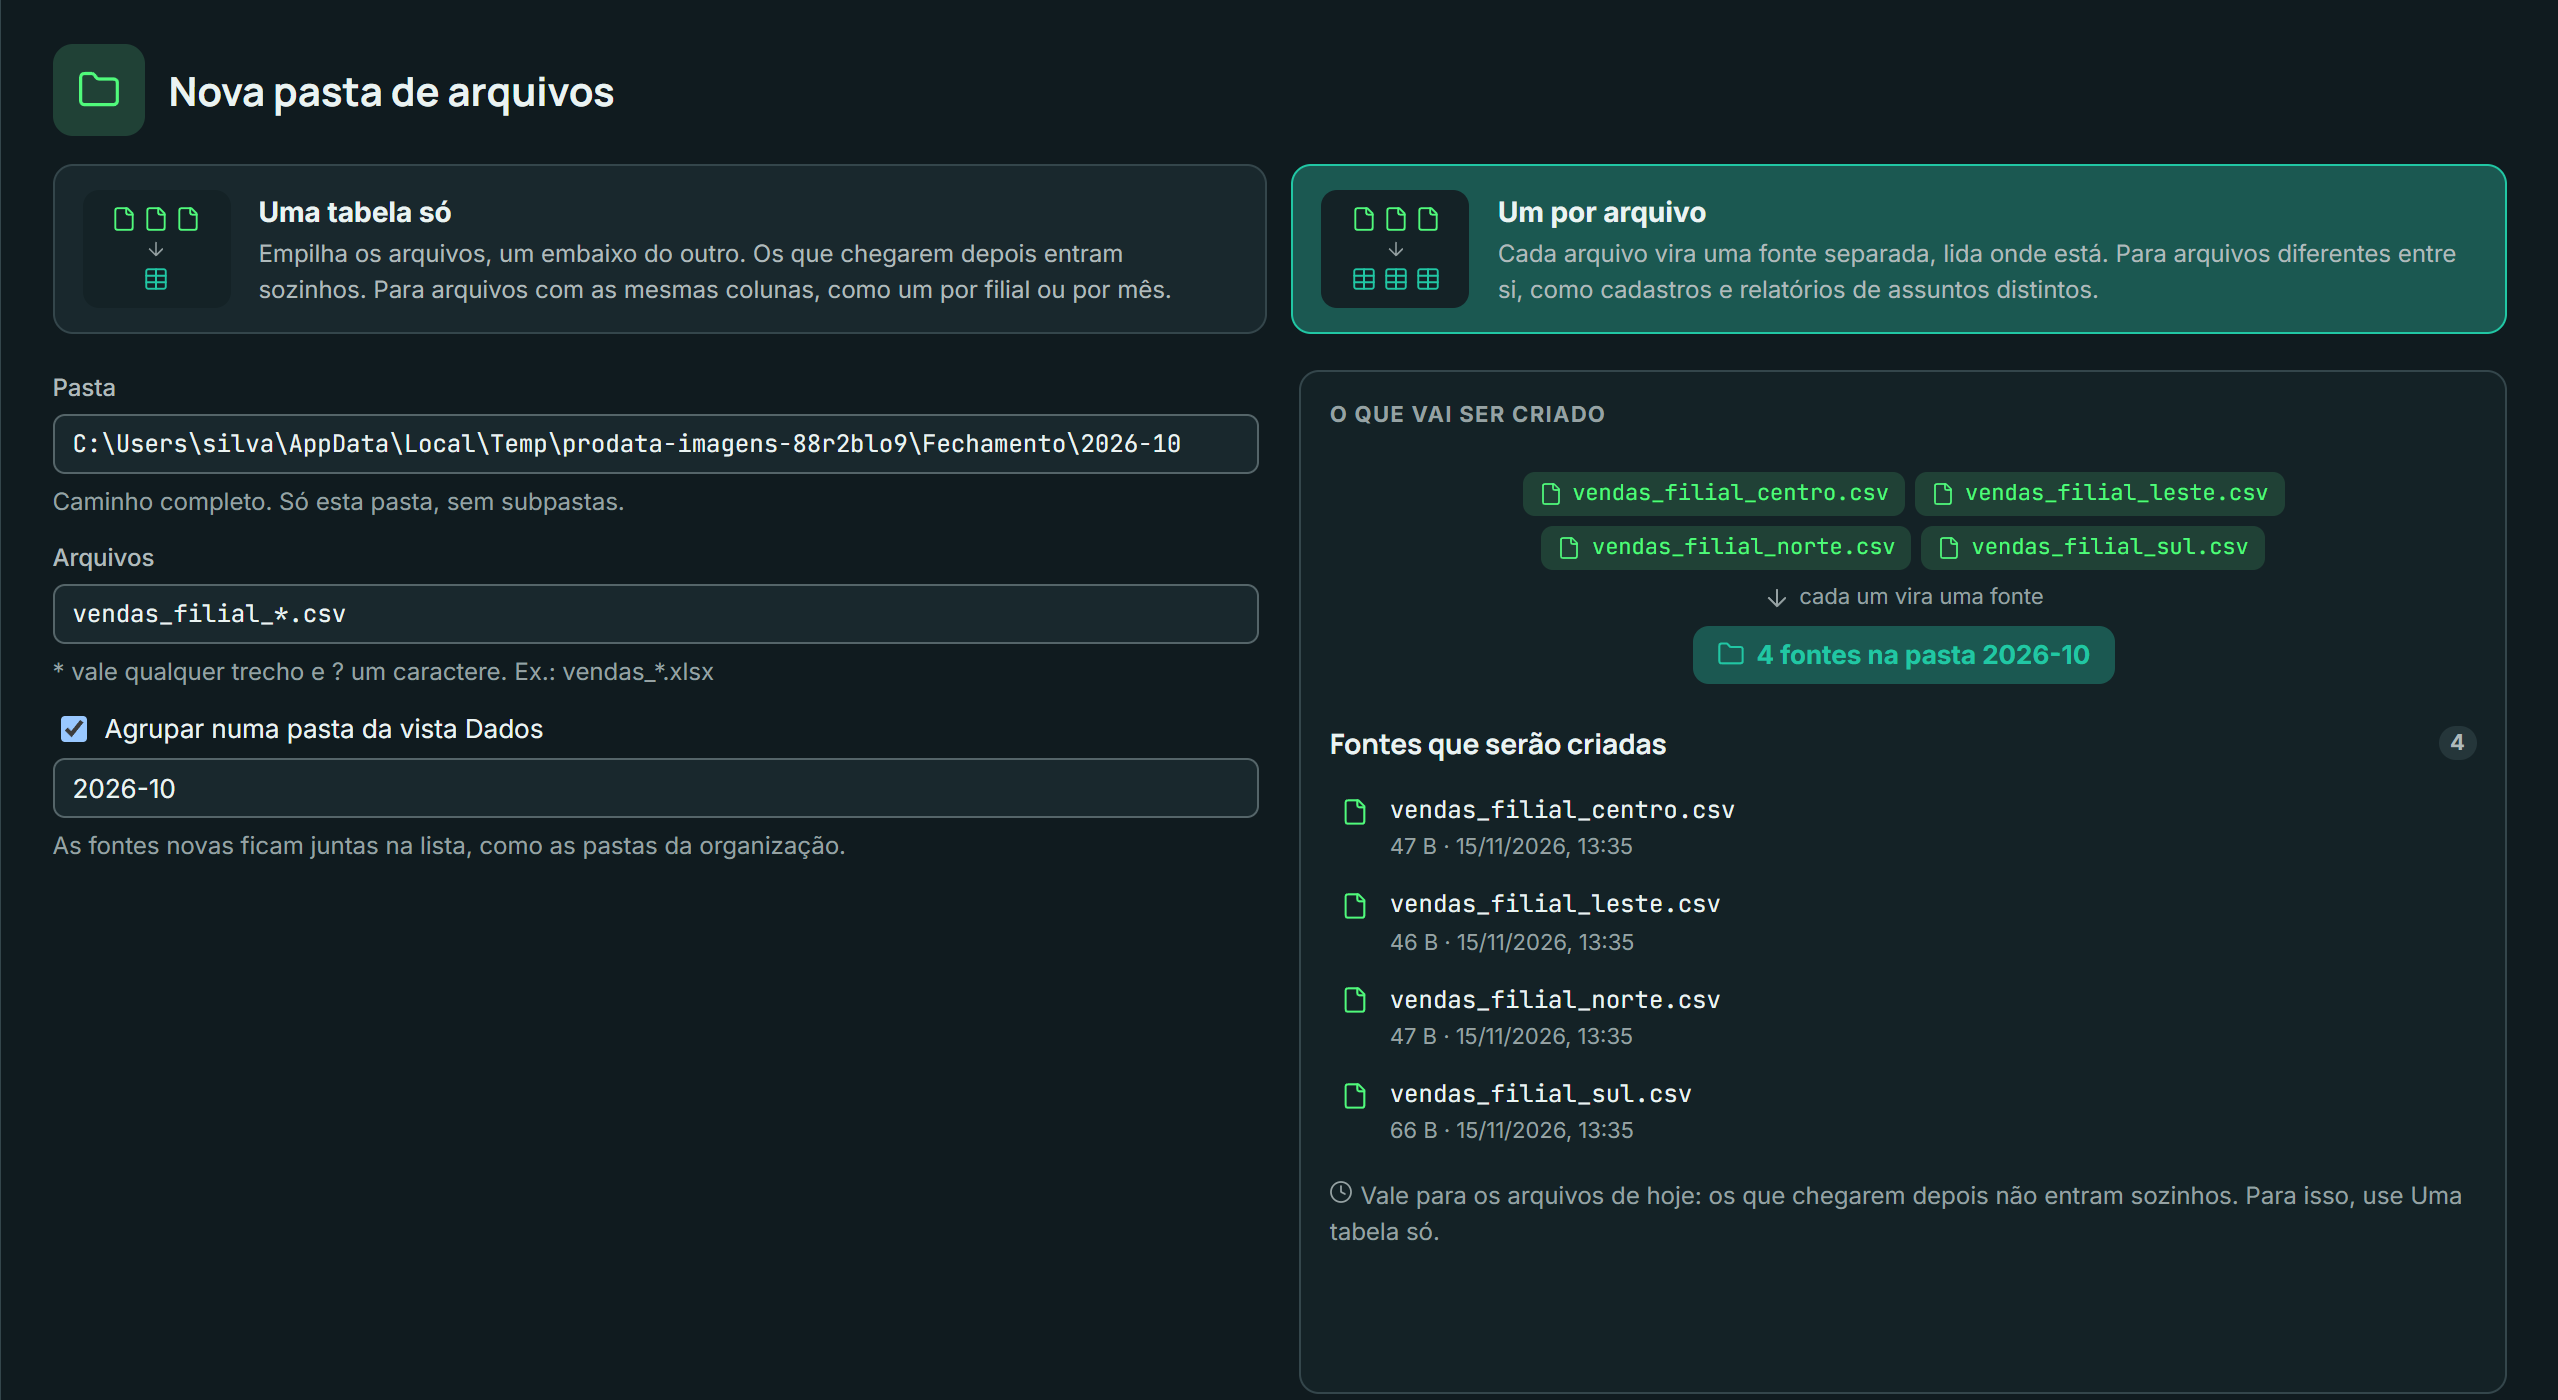 Nova pasta de arquivos
Uma tabela só
Empilha os arquivos, um embaixo do outro. Os que chegarem depois entram
sozinhos. Para arquivos com as mesmas colunas, como um por filial ou por mês.
Um por arquivo
Cada arquivo vira uma fonte separada, lida onde está. Para arquivos diferentes entre
si, como cadastros e relatórios de assuntos distintos.
Pasta
C:\Users\silva\AppData\Local\Temp\prodata-imagens-88r2blo9\Fechamento\2026-10
Caminho completo. Só esta pasta, sem subpastas.
Arquivos
vendas_filial_*.csv
* vale qualquer trecho e ? um caractere. Ex.: vendas_*.xlsx
Agrupar numa pasta da vista Dados
2026-10
As fontes novas ficam juntas na lista, como as pastas da organização.
O QUE VAI SER CRIADO
vendas_filial_centro.csv vendas_filial_leste.csv
vendas_filial_norte.csv vendas_filial_sul.csv
cada um vira uma fonte
4 fontes na pasta 2026-10
Fontes que serão criadas 4
vendas_filial_centro.csv
47 B · 15/11/2026, 13:35
vendas_filial_leste.csv
46 B · 15/11/2026, 13:35
vendas_filial_norte.csv
47 B · 15/11/2026, 13:35
vendas_filial_sul.csv
66 B · 15/11/2026, 13:35
Vale para os arquivos de hoje: os que chegarem depois não entram sozinhos. Para isso, use Uma
tabela só.